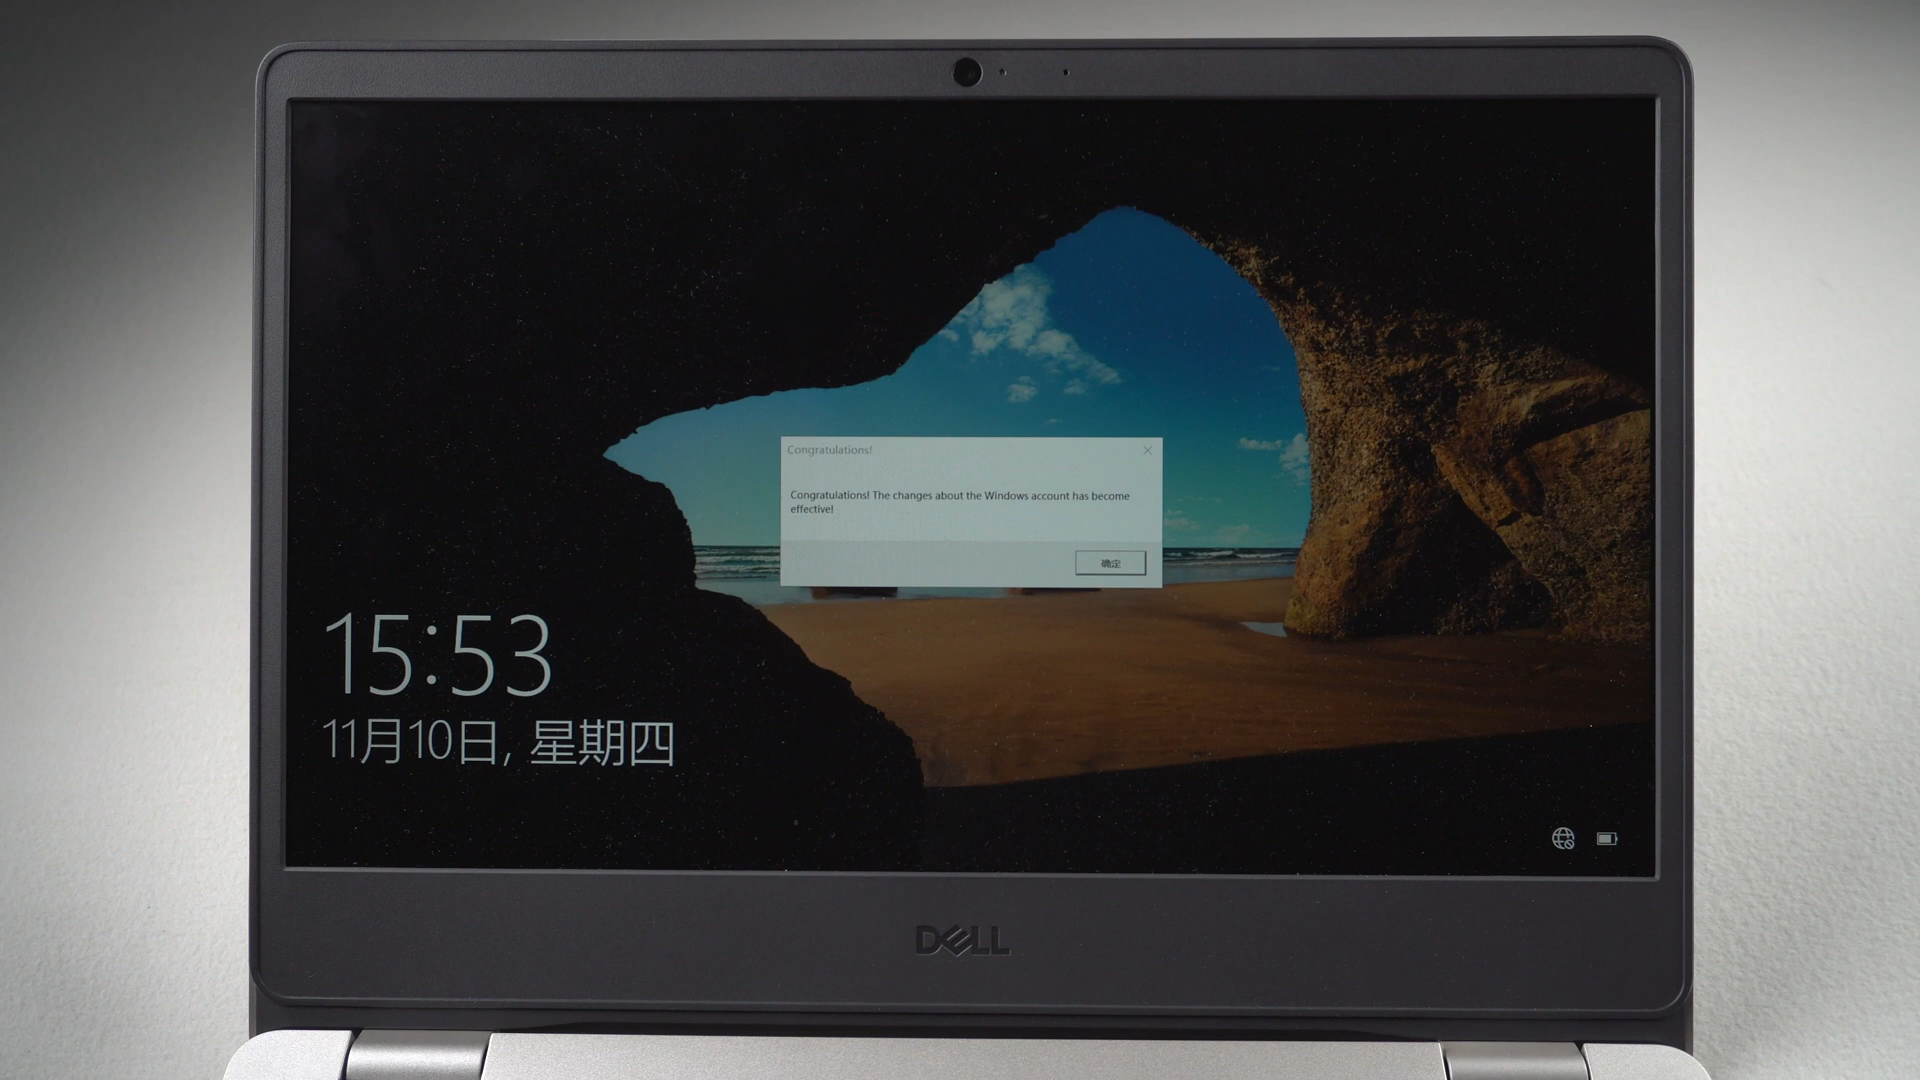 Congratulations!
Congratulations! The changes about the Windows account has become
effective!
确定
15:53
11月10日, 星期四
DELL